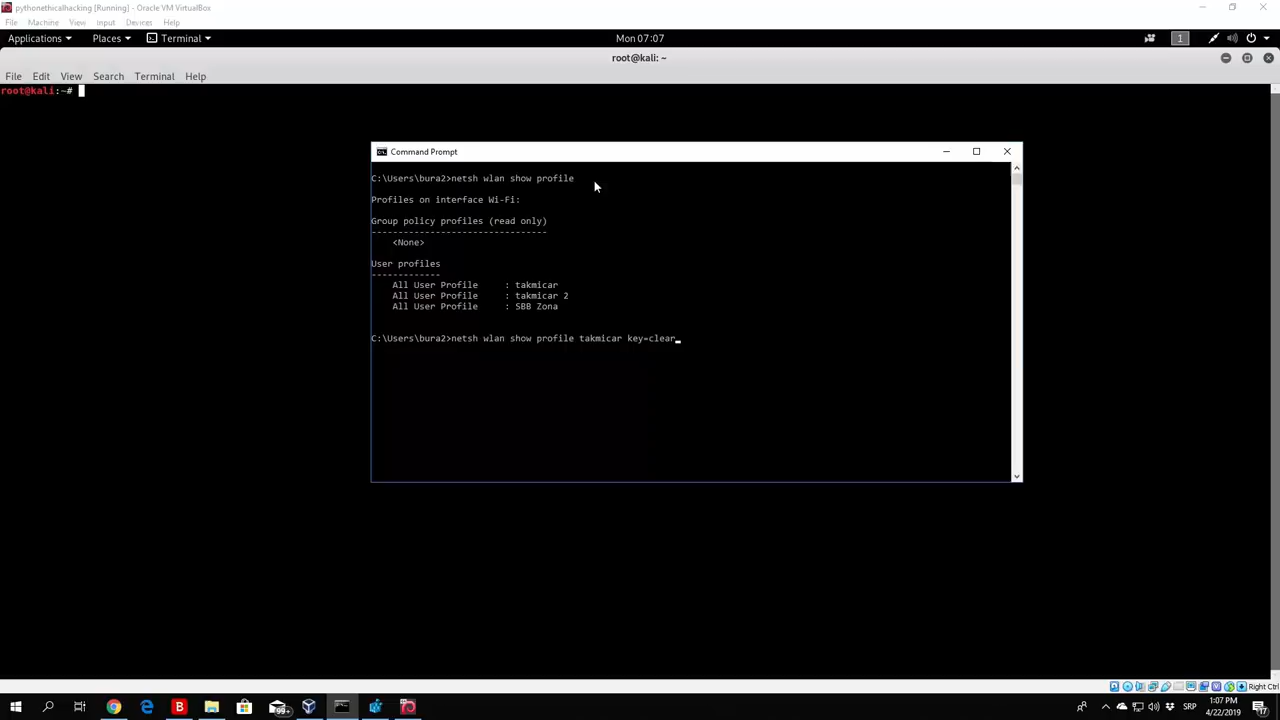 pythonethicalhacking [Running] - Oracle VM VirtualBox
File Machine View Input Devices Help
Applications Places Terminal Mon 07:07 1
root@kali: ~
File Edit View Search Terminal Help
root@kali:~#
Command Prompt
C:\Users\bura2>netsh wlan show profile
Profiles on interface Wi-Fi:
Group policy profiles (read only)
---------------------------------
<None>
User profiles
-------------
All User Profile : takmicar
All User Profile : takmicar 2
All User Profile : SBB Zona
C:\Users\bura2>netsh wlan show profile takmicar key=clear
Right Ctrl
B 99+ SRP 1:07 PM
4/22/2019 17